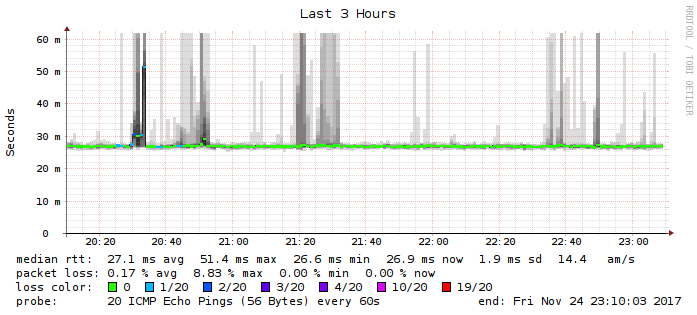 Last 3 Hours
RRDTOOL / TOBI OETIKER
Seconds
60 m
50 m
40 m
30 m
20 m
10 m
0
20:20 20:40 21:00 21:20 21:40 22:00 22:20 22:40 23:00
median rtt: 27.1 ms avg 51.4 ms max 26.6 ms min 26.9 ms now 1.9 ms sd 14.4 am/s
packet loss: 0.17 % avg 8.83 % max 0.00 % min 0.00 % now
loss color: 0 1/20 2/20 3/20 4/20 10/20 19/20
probe: 20 ICMP Echo Pings (56 Bytes) every 60s end: Fri Nov 24 23:10:03 2017